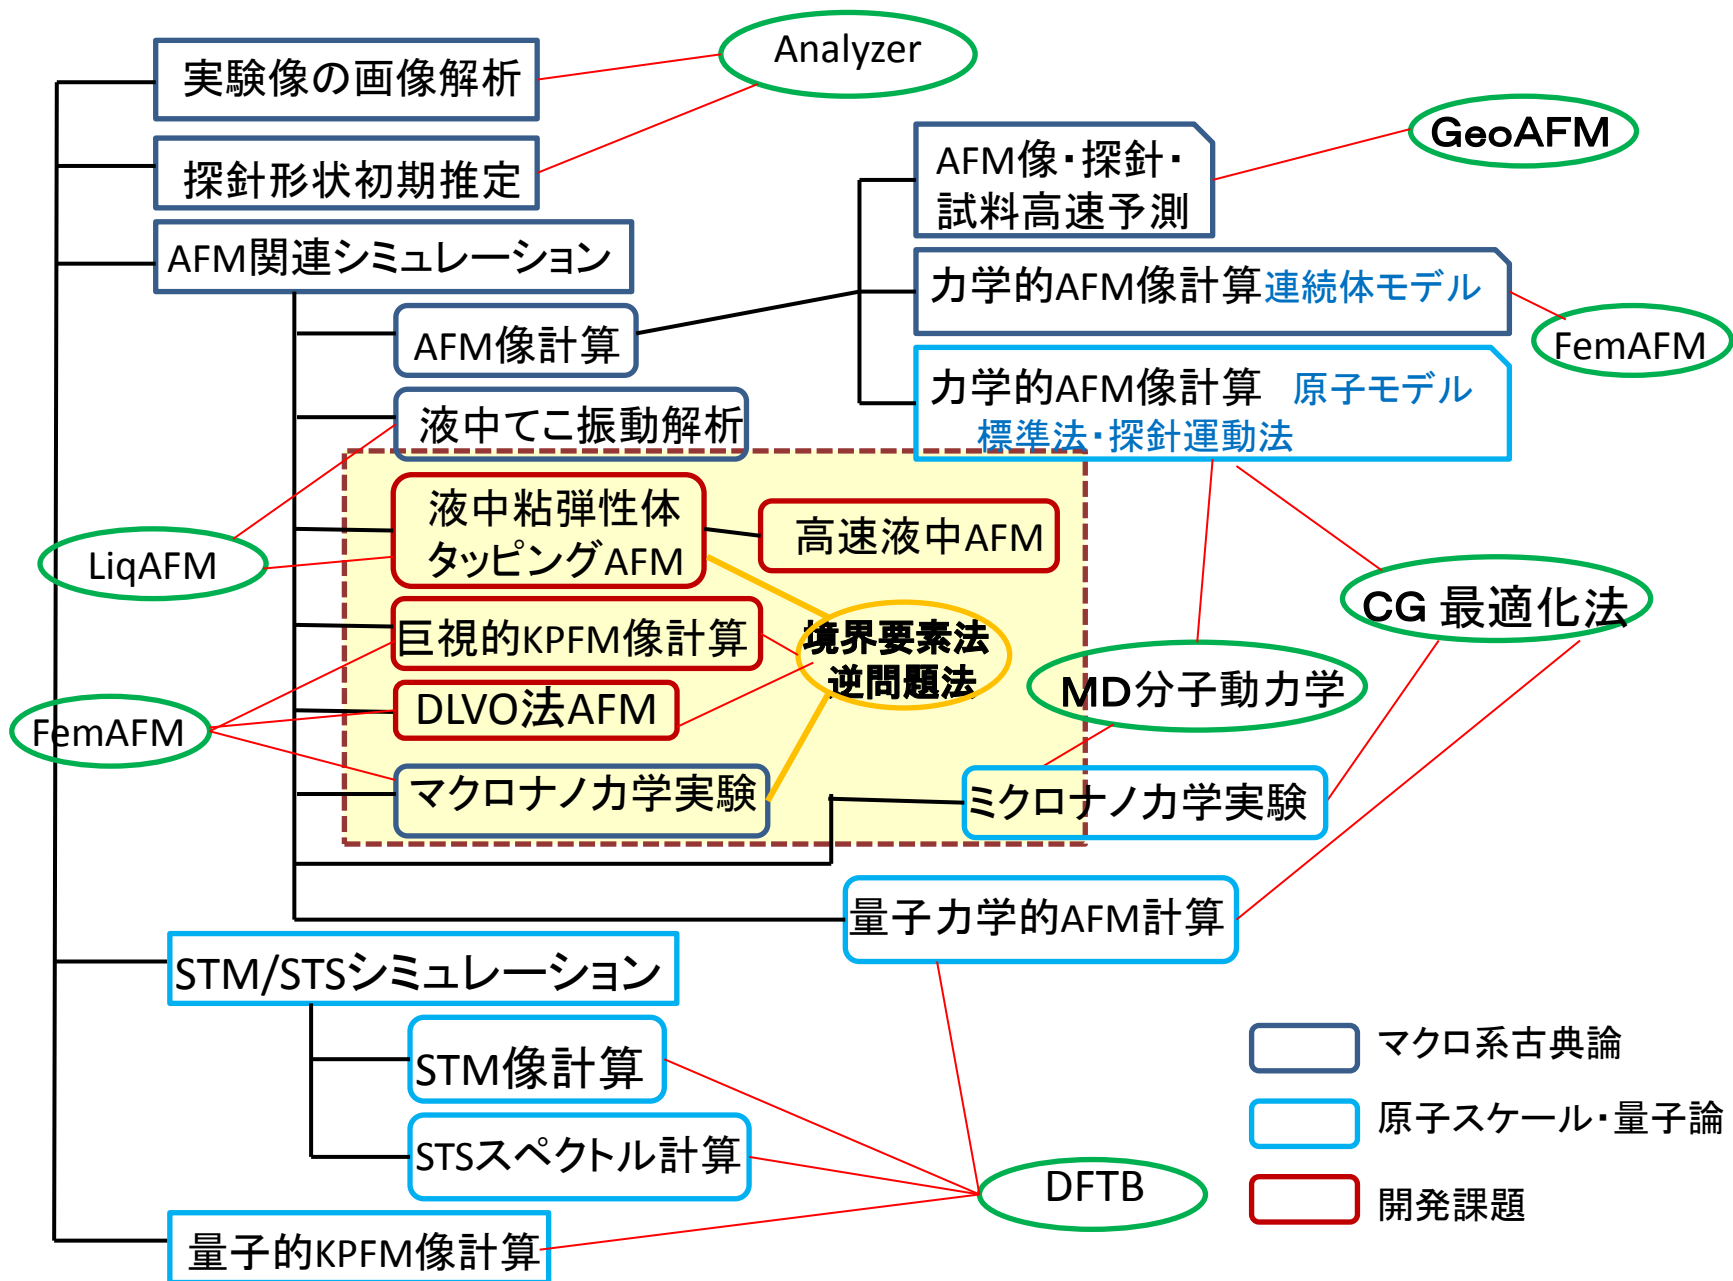 Analyzer
実験像の画像解析
探針形状初期推定
AFM関連シミュレーション
GeoAFM
AFM像・探針・
試料高速予測
力学的AFM像計算連続体モデル
FemAFM
力学的AFM像計算 原子モデル
標準法・探針運動法
AFM像計算
液中てこ振動解析
液中粘弾性体
タッピングAFM
高速液中AFM
LiqAFM
巨視的KPFM像計算
境界要素法
逆問題法
CG 最適化法
MD分子動力学
DLVO法AFM
FemAFM
マクロナノ力学実験
ミクロナノ力学実験
量子力学的AFM計算
STM/STSシミュレーション
STM像計算
STSスペクトル計算
量子的KPFM像計算
DFTB
マクロ系古典論
原子スケール・量子論
開発課題